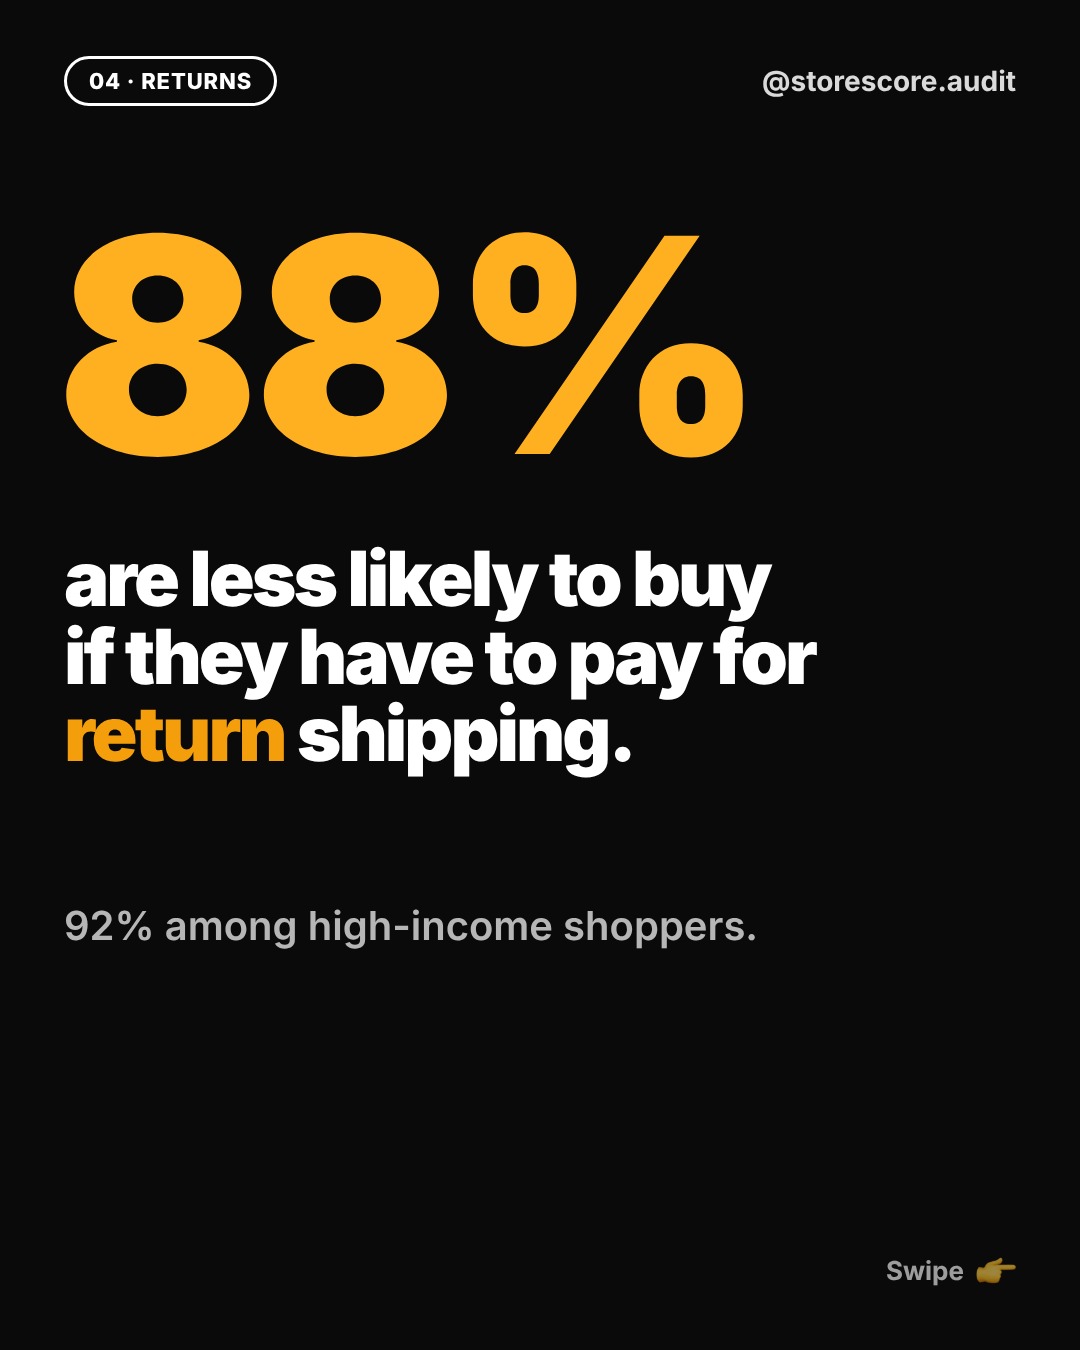 04 · RETURNS
@storescore.audit
88%
are less likely to buy
if they have to pay for
return shipping.
92% among high-income shoppers.
Swipe 👉